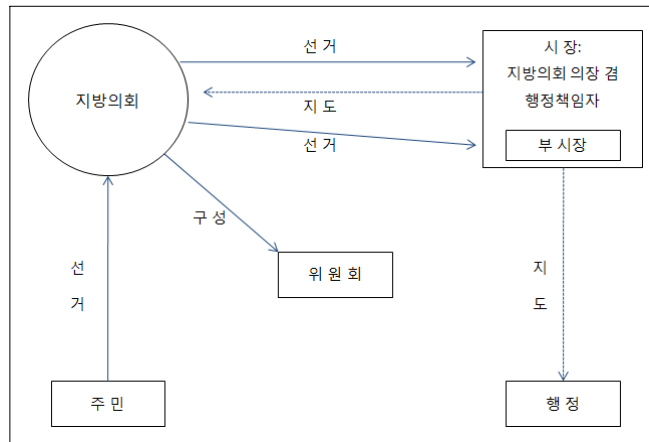 선 거
시 장:
지방의회 의장 겸
행정책임자
지방의회
지 도
선 거
부 시장
구 성
위 원 회
선
거
지
도
주 민
행 정